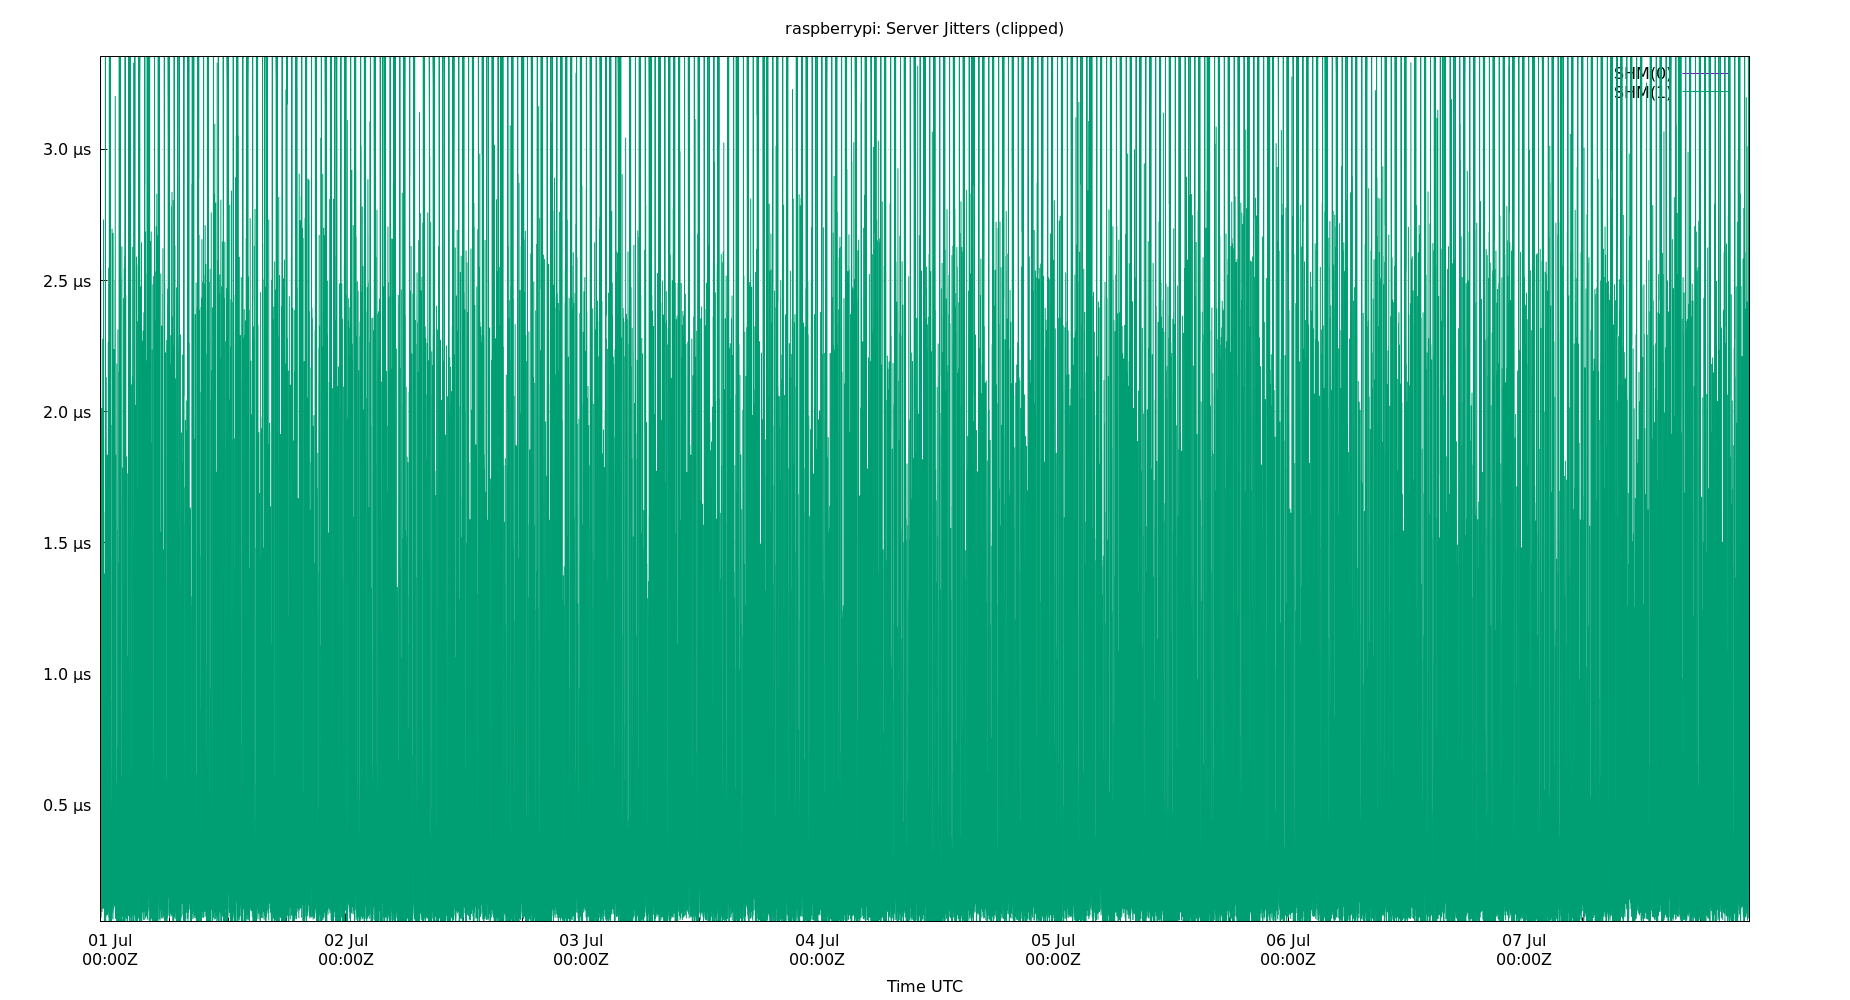 raspberrypi: Server Jitters (clipped)
SHM(0)
SHM(1)
3.0 µs
2.5 µs
2.0 µs
1.5 µs
1.0 µs
0.5 µs
01 Jul 02 Jul 03 Jul 04 Jul 05 Jul 06 Jul 07 Jul
00:00Z 00:00Z 00:00Z 00:00Z 00:00Z 00:00Z 00:00Z
Time UTC